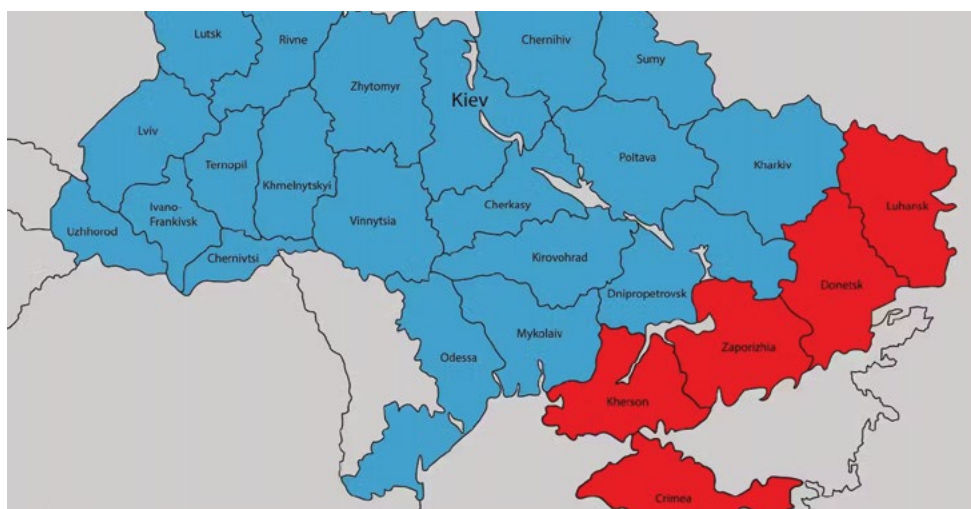 Lutsk
Rivne
Chernihiv
Sumy
Zhytomyr
Kiev
Lviv
Ternopil
Poltava
Kharkiv
Khmelnytskyi
Ivano-
Frankivsk
Cherkasy
Luhansk
Vinnytsia
Uzhhorod
Chernivtsi
Kirovohrad
Donetsk
Dnipropetrovsk
Mykolaiv
Zaporizhia
Odessa
Kherson
Crimea